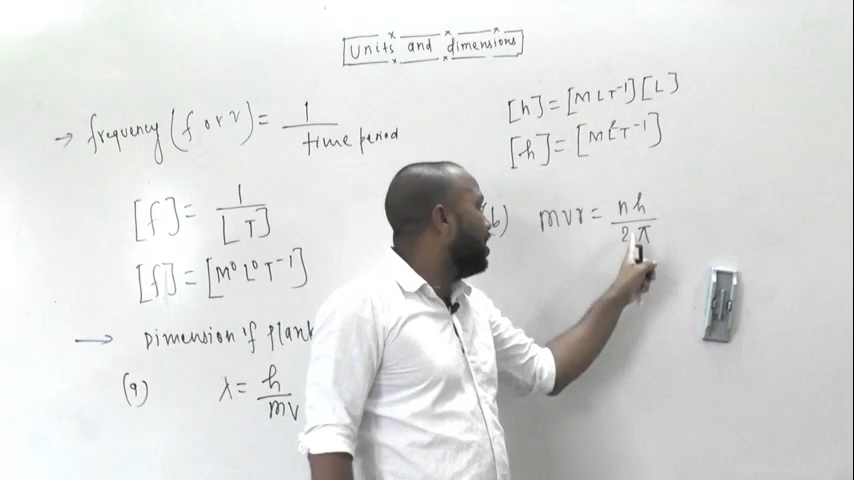 Units and dimensions
→ frequency (f or ν) = 1 / time period
[f] = 1 / [T]
[f] = [M⁰ L⁰ T⁻¹]
→ Dimension of Plank
(a) λ = h / mv
[h] = [M L T⁻¹] [L]
[h] = [M L² T⁻¹]
b) mvr = nh / 2π